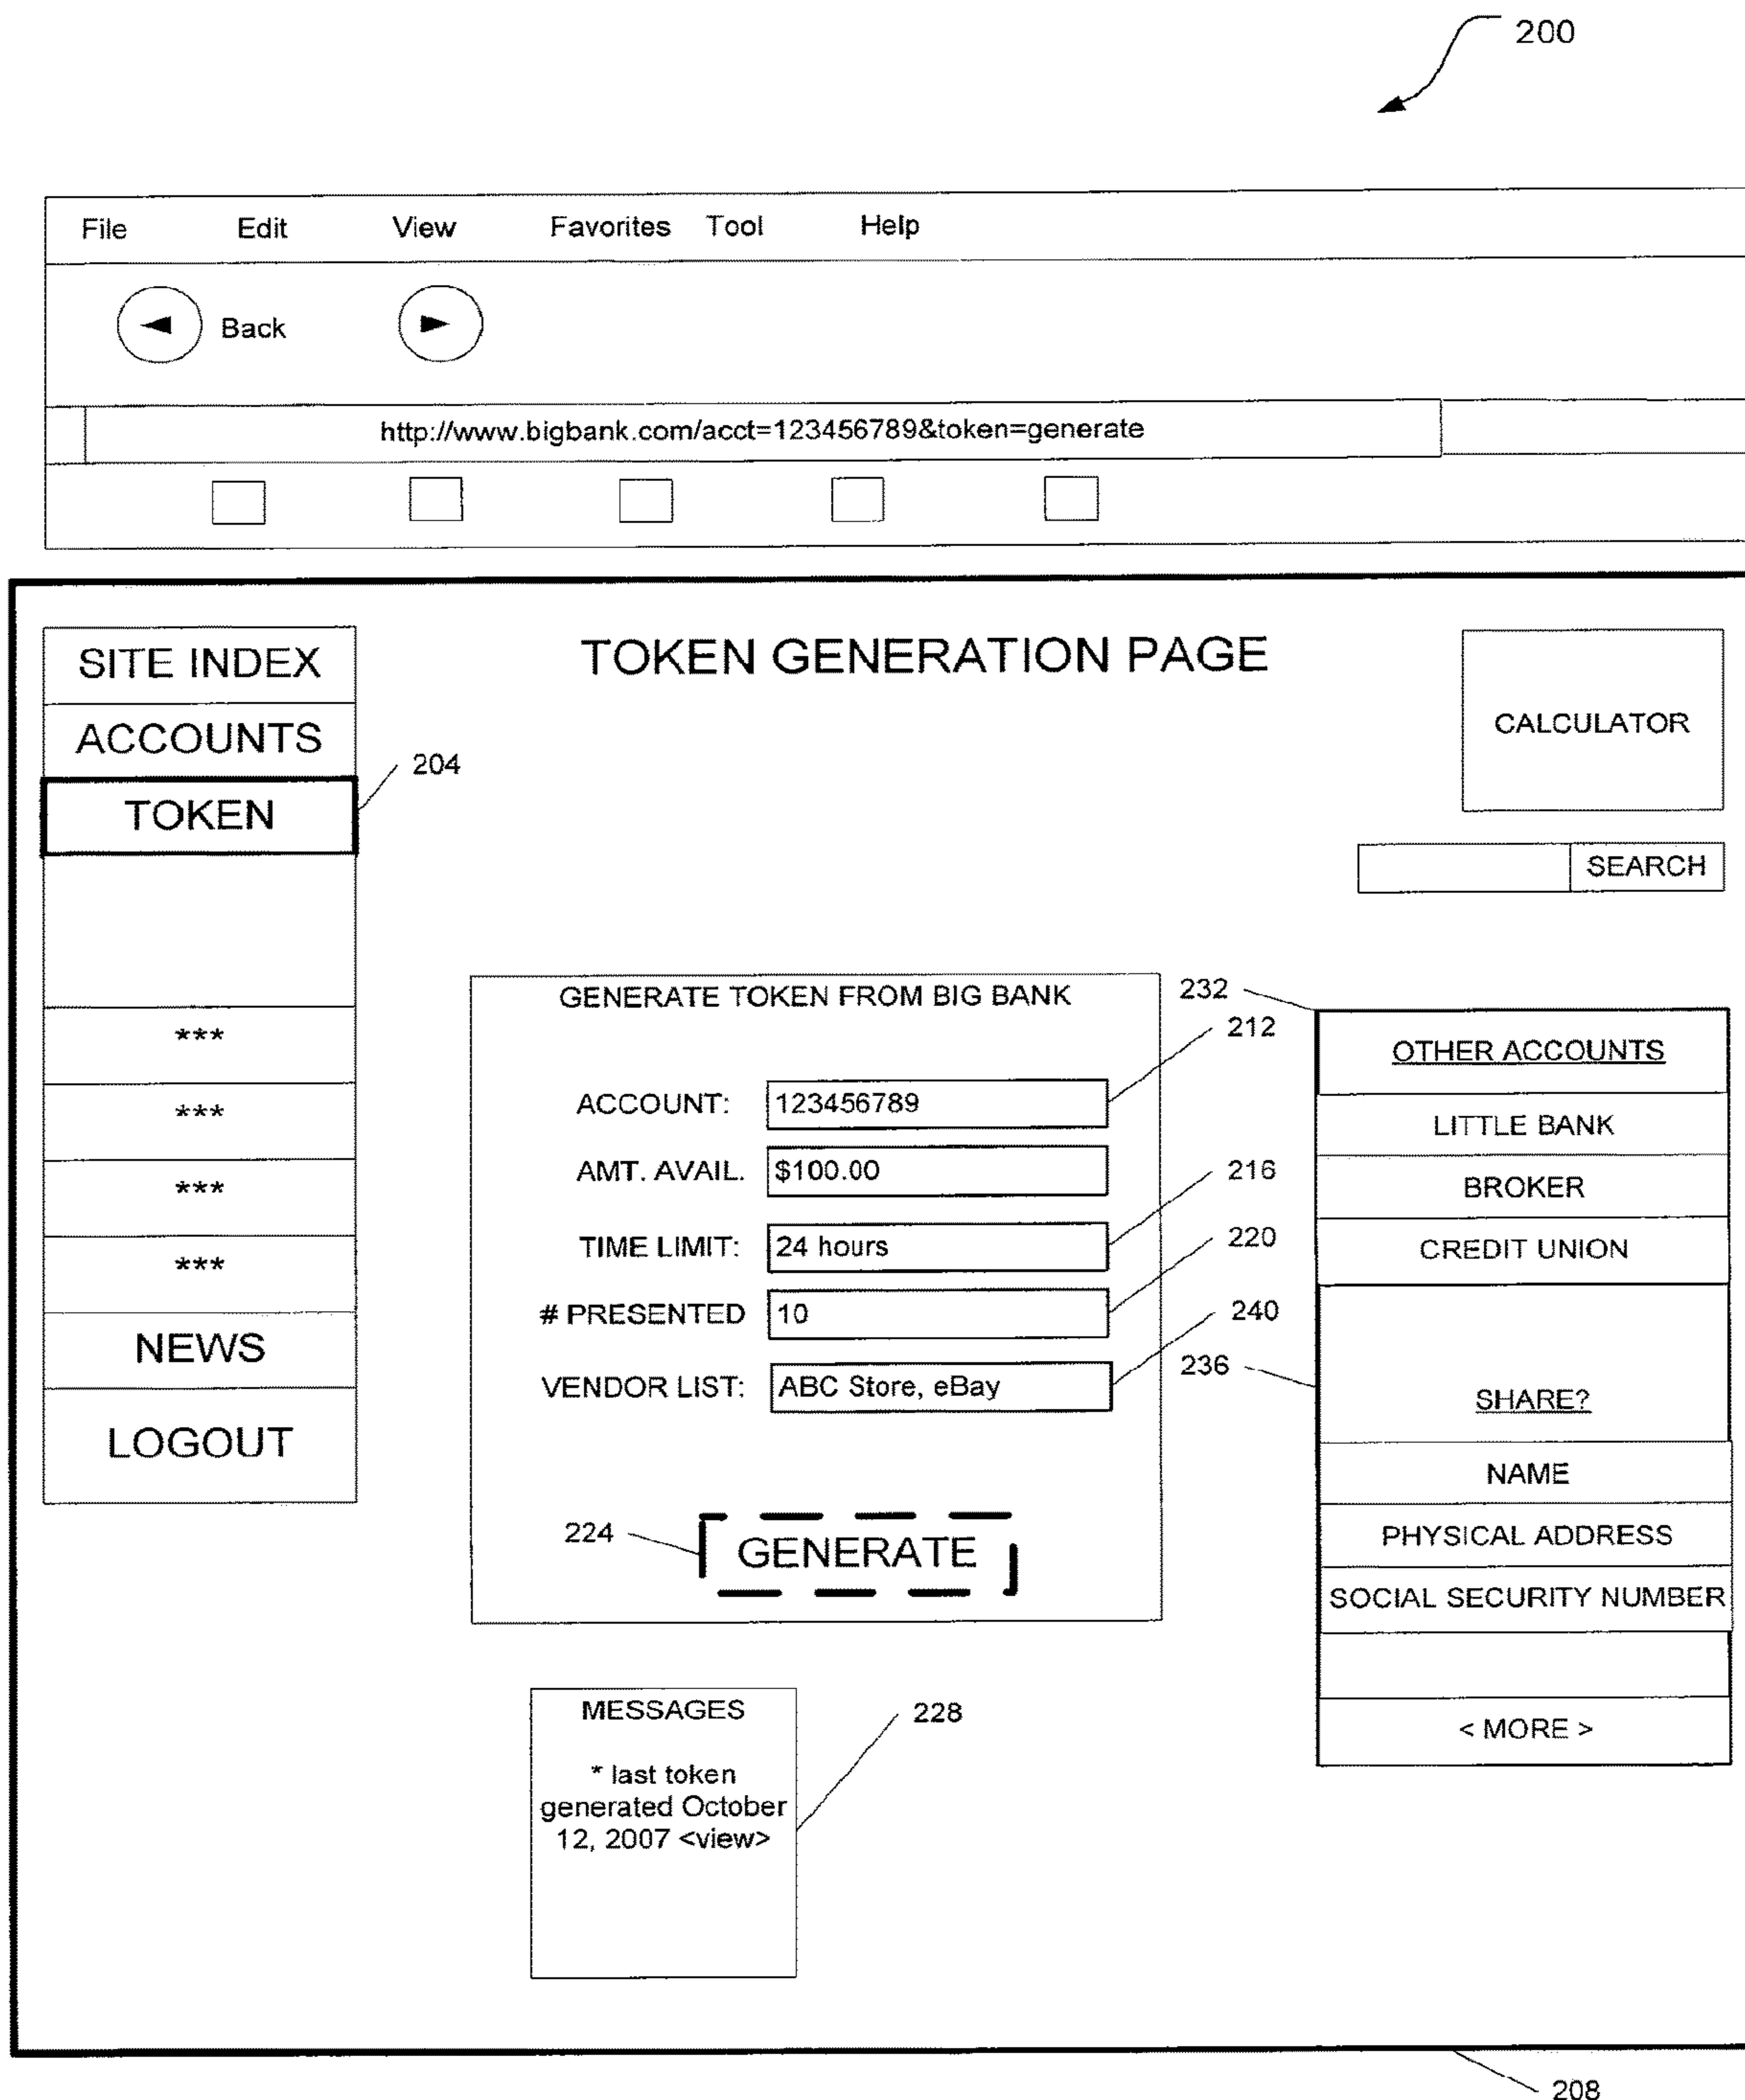 200
File Edit View Favorites Tool Help
Back
http://www.bigbank.com/acct=123456789&token=generate
SITE INDEX
ACCOUNTS
TOKEN
204
***
***
***
***
NEWS
LOGOUT
TOKEN GENERATION PAGE
CALCULATOR
SEARCH
GENERATE TOKEN FROM BIG BANK
ACCOUNT: 123456789
212
AMT. AVAIL. $100.00
TIME LIMIT: 24 hours
216
# PRESENTED 10
220
VENDOR LIST: ABC Store, eBay
240
224
GENERATE
232
OTHER ACCOUNTS
LITTLE BANK
BROKER
CREDIT UNION
236
SHARE?
NAME
PHYSICAL ADDRESS
SOCIAL SECURITY NUMBER
< MORE >
MESSAGES
228
* last token
generated October
12, 2007 <view>
208